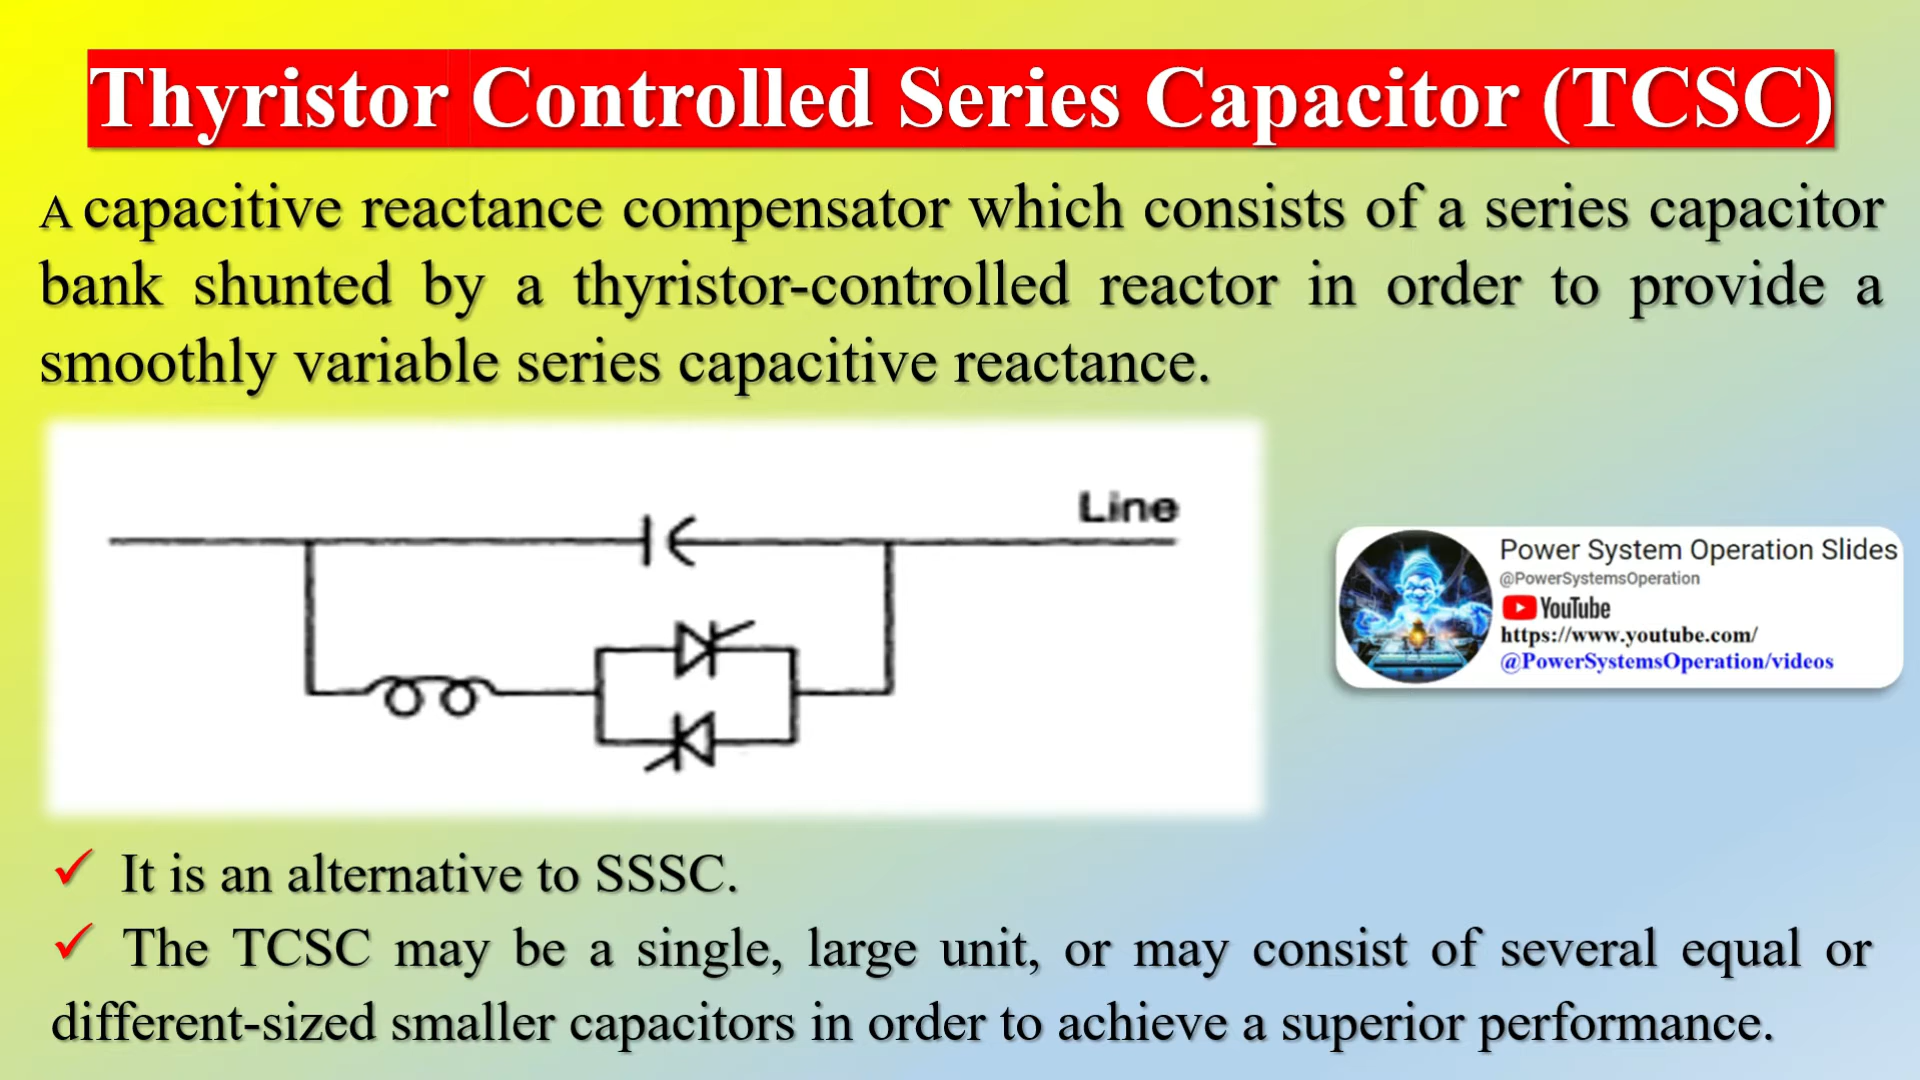 Thyristor Controlled Series Capacitor (TCSC)
A capacitive reactance compensator which consists of a series capacitor
bank shunted by a thyristor-controlled reactor in order to provide a
smoothly variable series capacitive reactance.
Line
Power System Operation Slides
@PowerSystemsOperation
YouTube
https://www.youtube.com/
@PowerSystemsOperation/videos
✓ It is an alternative to SSSC.
✓ The TCSC may be a single, large unit, or may consist of several equal or
different-sized smaller capacitors in order to achieve a superior performance.